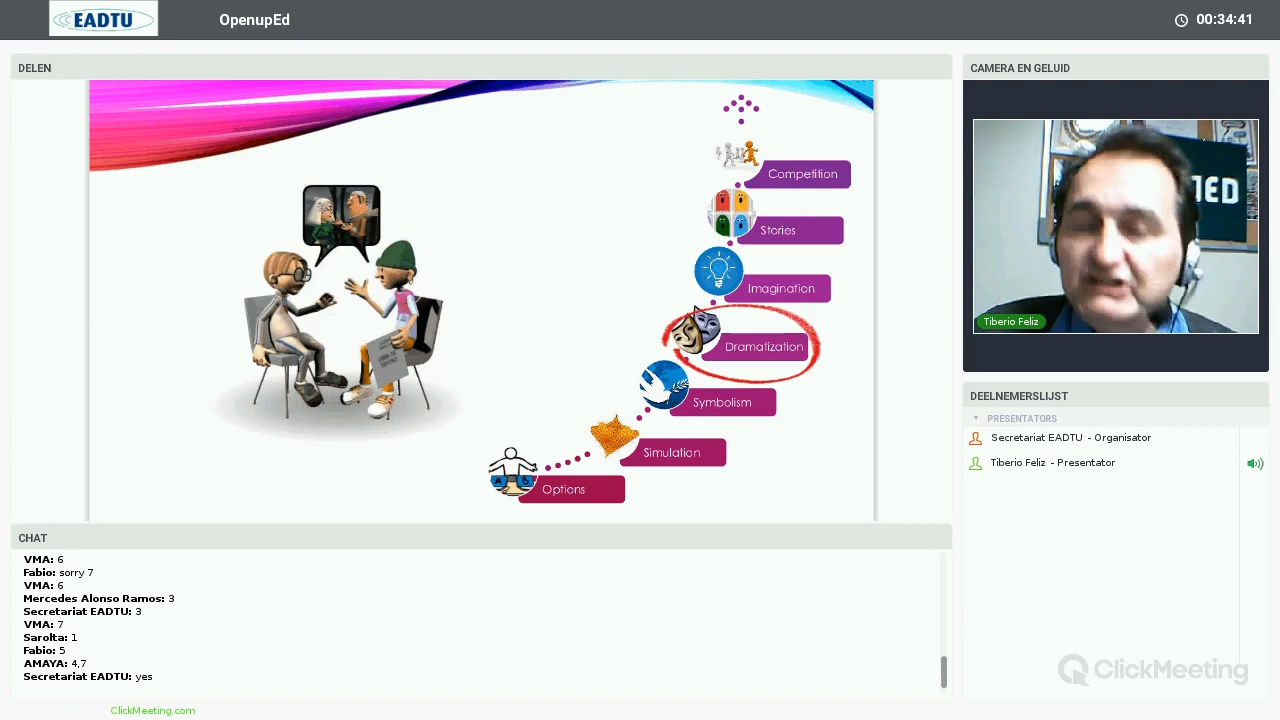 EADTU
OpenupEd
00:34:41
DELEN
Competition
Stories
Imagination
Dramatization
Symbolism
Simulation
A B
Options
CAMERA EN GELUID
Tiberio Feliz
DEELNEMERSLIJST
PRESENTATORS
Secretariat EADTU - Organisator
Tiberio Feliz - Presentator
CHAT
VMA: 6
Fabio: sorry 7
VMA: 6
Mercedes Alonso Ramos: 3
Secretariat EADTU: 3
VMA: 7
Sarolta: 1
Fabio: 5
AMAYA: 4,7
Secretariat EADTU: yes
ClickMeeting
ClickMeeting.com